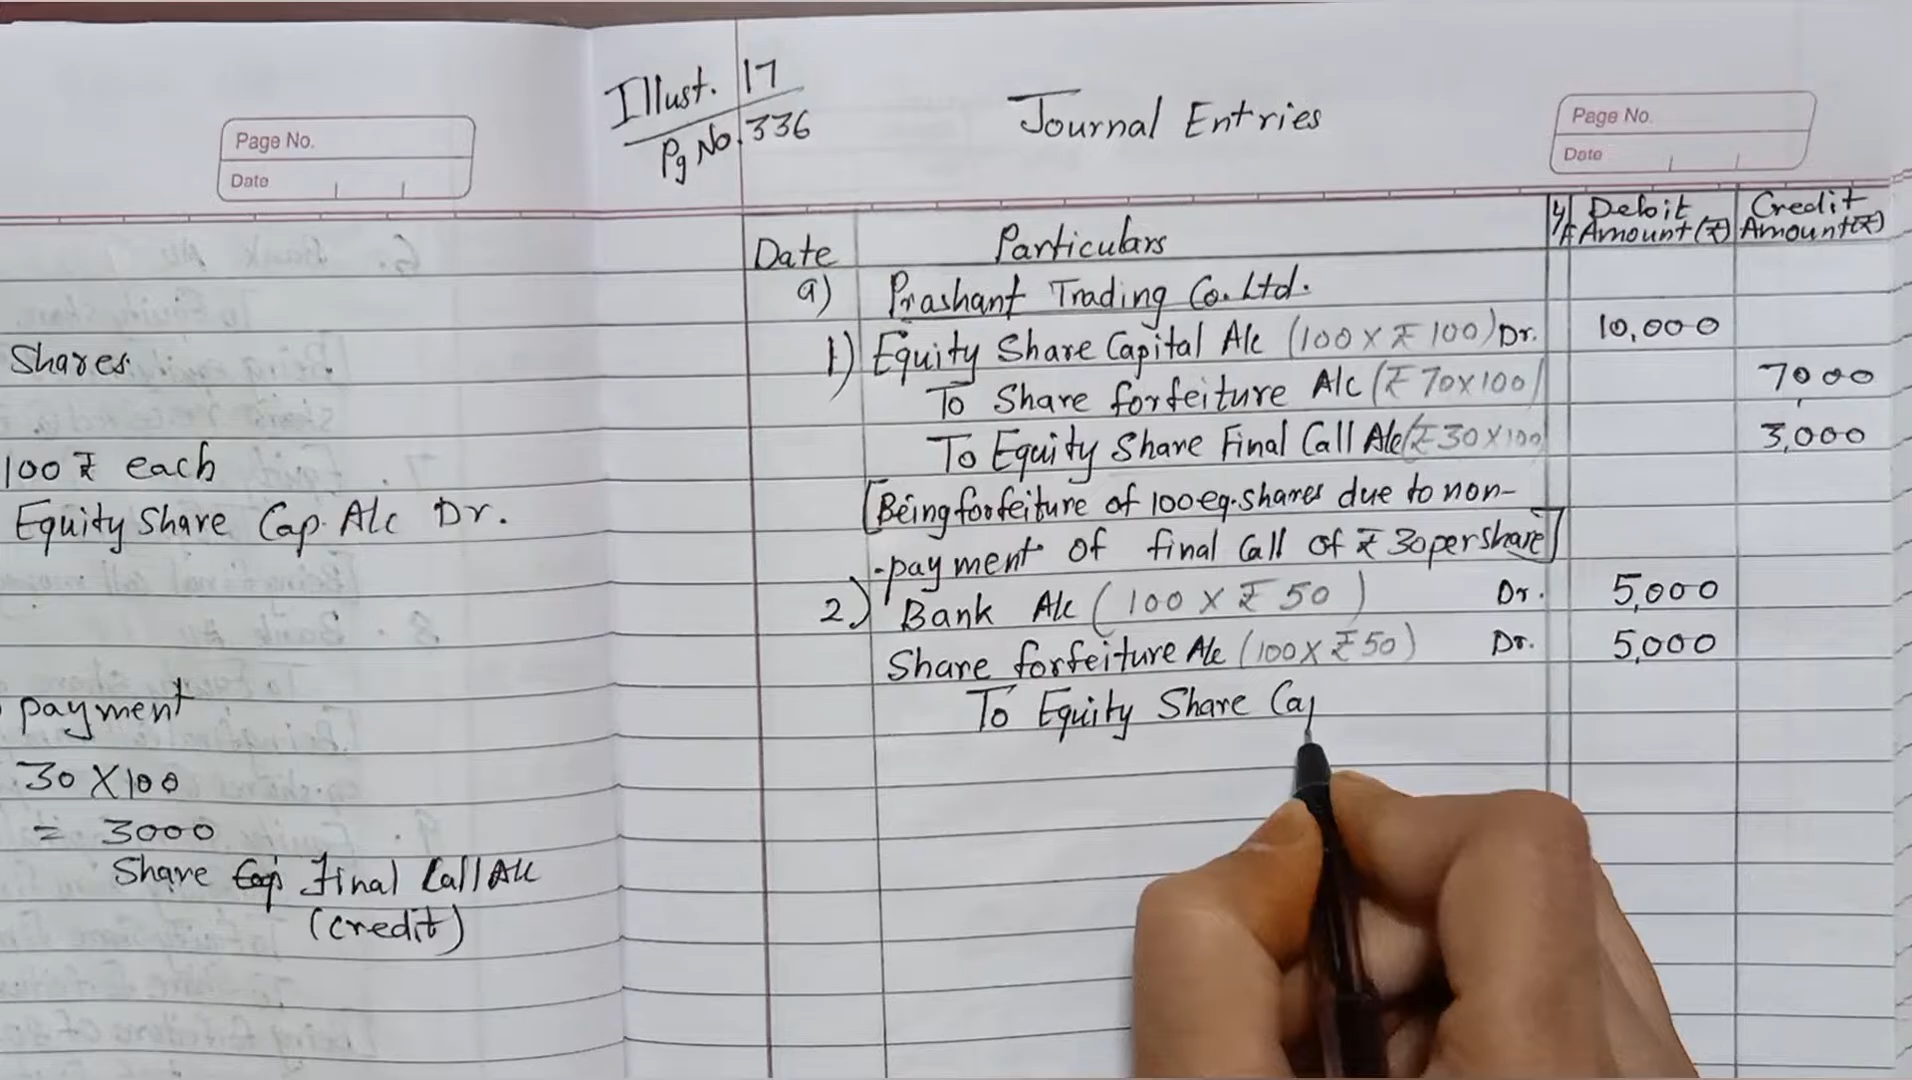 Page No.
Date
Shares.
100 ₹ each
Equity Share Cap. A/c Dr.
payment
30 X 100
= 3000
Share Cap Final Call A/c
(credit)
Illust. 17
Pg No. 336
Journal Entries
Page No.
Date
Date Particulars L/F Debit Amount (₹) Credit Amount (₹)
a) Prashant Trading Co. Ltd.
1) Equity Share Capital A/c (100 X ₹ 100) Dr. 10,000
To Share forfeiture A/c (₹ 70 X 100) 7000
To Equity Share Final Call A/c (₹ 30 X 100) 3,000
[Being forfeiture of 100 eq. shares due to non-
-payment of final call of ₹ 30 per share]
2) Bank A/c (100 X ₹ 50) Dr. 5,000
Share forfeiture A/c (100 X ₹ 50) Dr. 5,000
To Equity Share Cap